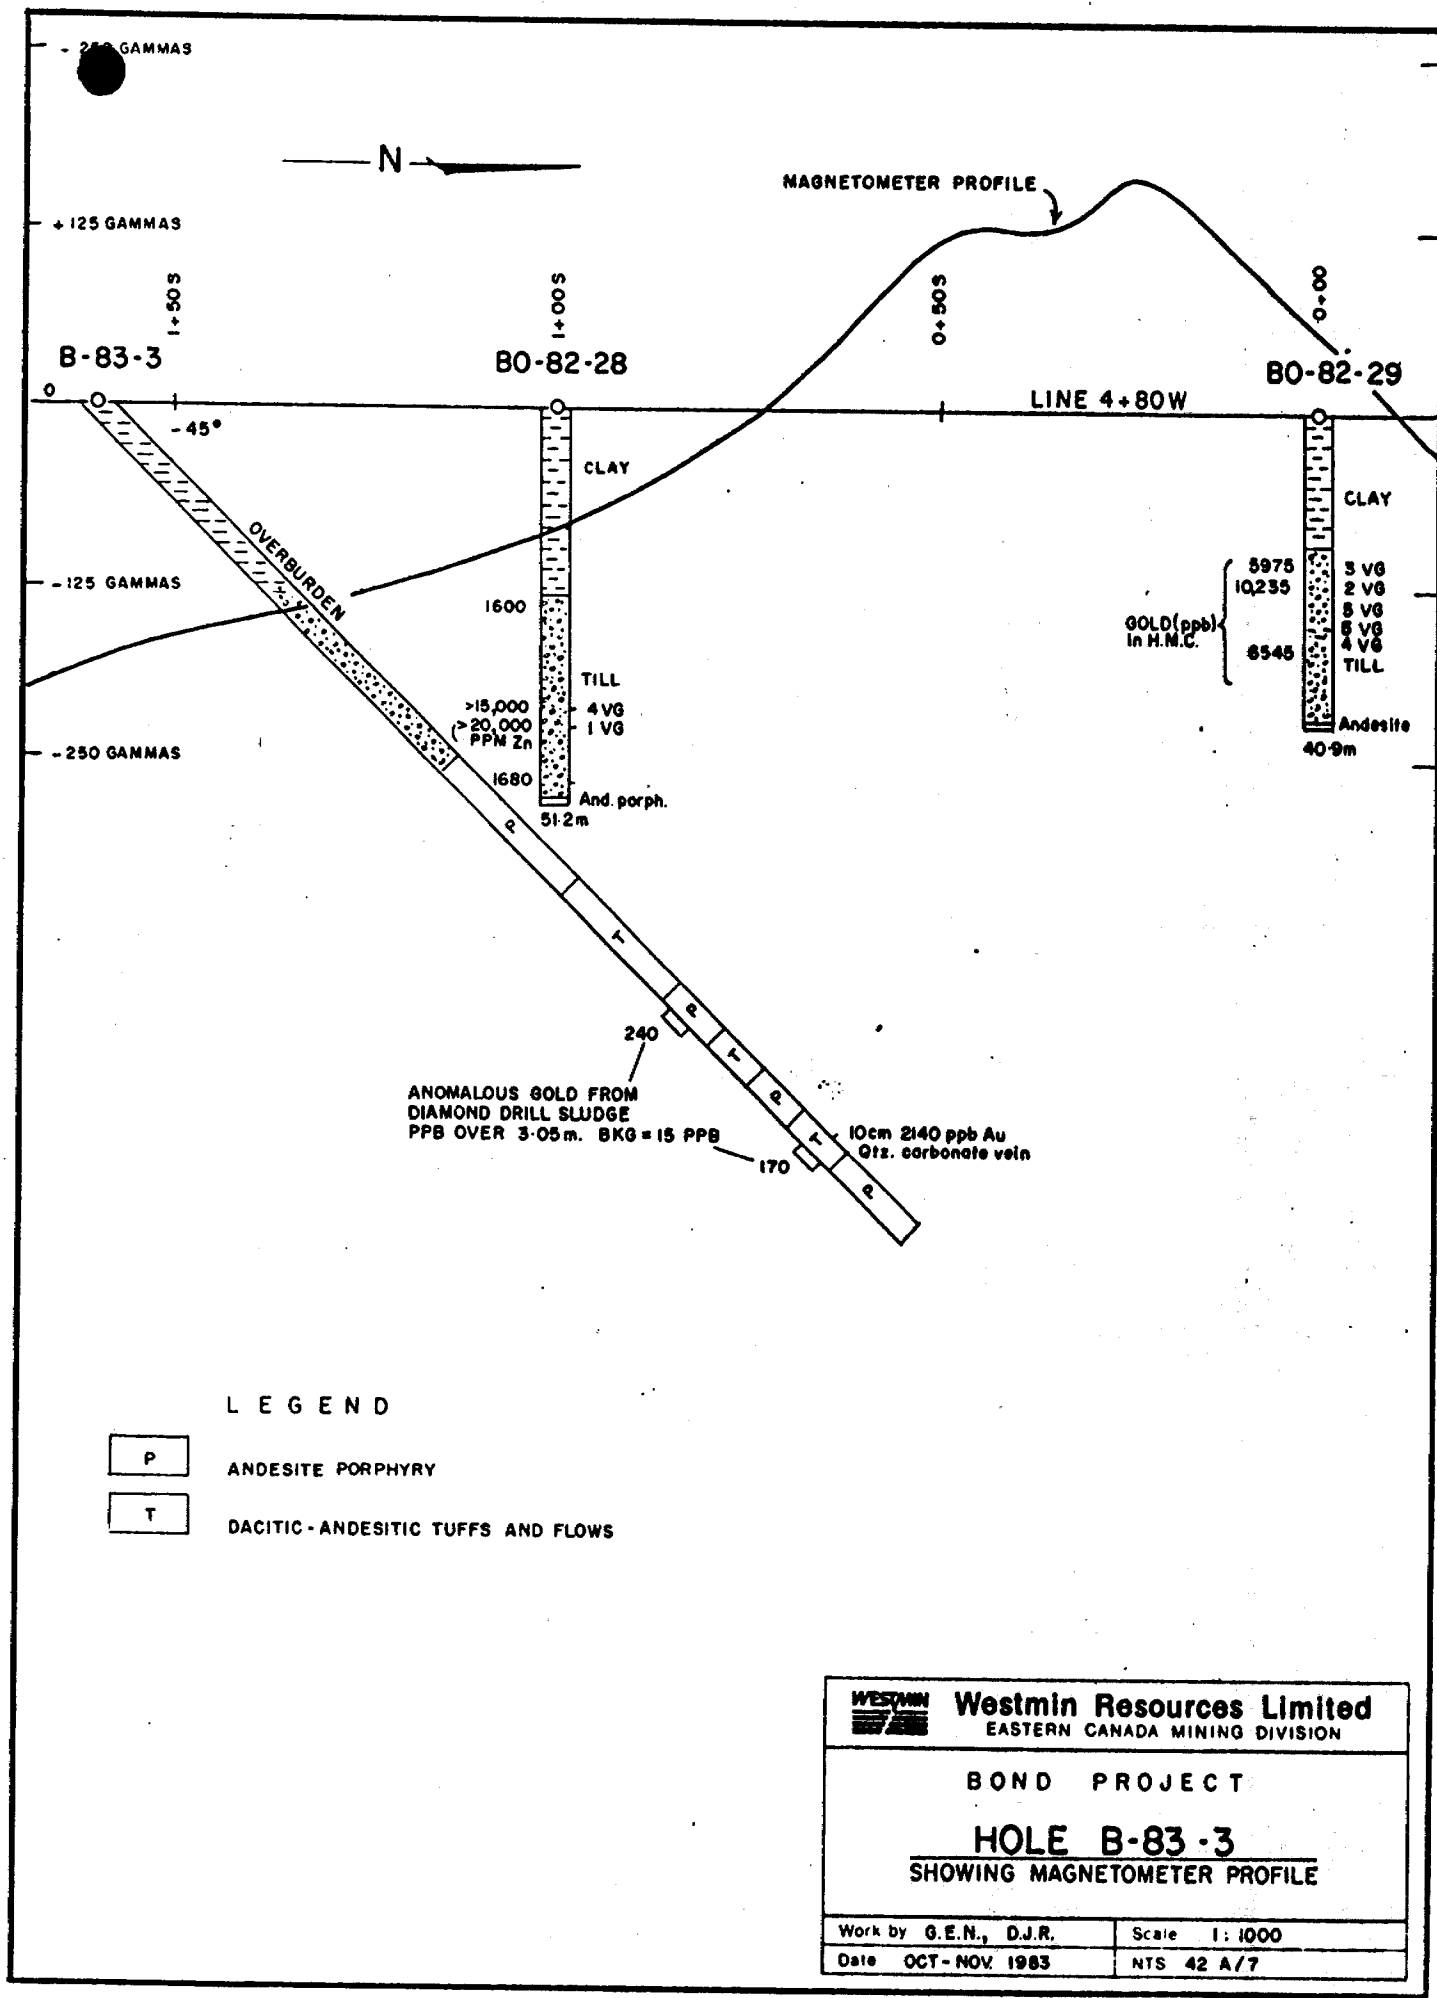 - 250 GAMMAS
N
MAGNETOMETER PROFILE
+125 GAMMAS
1+50S
1+00S
0+50S
0+00
B-83-3
BO-82-28
BO-82-29
0
LINE 4+80W
-45°
CLAY
CLAY
OVERBURDEN
-125 GAMMAS
1600
5975
3 VG
10,235
2 VG
5 VG
GOLD(ppb)
In H.M.C.
6 VG
4 VG
6545
TILL
TILL
>15,000
4 VG
>20,000
1 VG
PPM Zn
Andesite
-250 GAMMAS
40·9m
1680
And. porph.
51·2m
P
T
P
240
T
ANOMALOUS GOLD FROM
DIAMOND DRILL SLUDGE
PPB OVER 3·05m. BKG = 15 PPB
P
10cm 2140 ppb Au
Qtz. carbonate vein
T
170
P
LEGEND
P
ANDESITE PORPHYRY
T
DACITIC-ANDESITIC TUFFS AND FLOWS
WESTMIN
Westmin Resources Limited
EASTERN CANADA MINING DIVISION
BOND PROJECT
HOLE B-83-3
SHOWING MAGNETOMETER PROFILE
Work by G.E.N., D.J.R.
Scale 1:1000
Date OCT-NOV. 1983
NTS 42 A/7